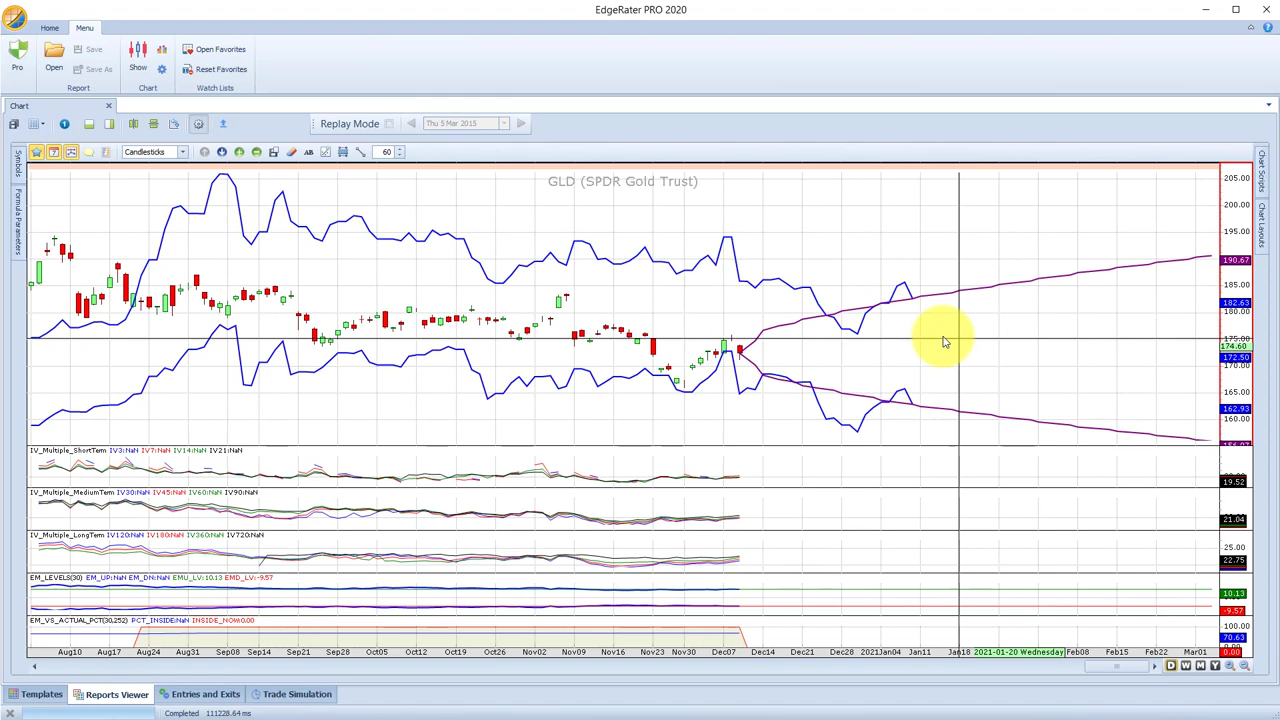 EdgeRater PRO 2020
Home Menu
Pro Open Save Save As Show Open Favorites Reset Favorites
Report Chart Watch Lists
Chart
Replay Mode Thu 5 Mar 2015
Candlesticks AB 60
Symbols
Formula Parameters
Chart Scripts
Chart Layouts
GLD (SPDR Gold Trust)
205.00
200.00
195.00
190.67
185.00
182.63
180.00
175.00
174.60
172.50
170.00
165.00
162.93
160.00
IV_Multiple_ShortTerm IV3:NaN IV7:NaN IV14:NaN IV21:NaN
19.52
IV_Multiple_MediumTerm IV30:NaN IV45:NaN IV60:NaN IV90:NaN
21.04
IV_Multiple_LongTerm IV120:NaN IV180:NaN IV360:NaN IV720:NaN
25.00
22.75
EM_LEVELS(30) EM_UP:NaN EM_DN:NaN EMU_LV:10.13 EMD_LV:-9.57
10.13
-9.57
EM_VS_ACTUAL_PCT(30,252) PCT_INSIDE:NaN INSIDE_NOW:0.00
100.00
70.63
0.00
Aug10 Aug17 Aug24 Aug31 Sep08 Sep14 Sep21 Sep28 Oct05 Oct12 Oct19 Oct26 Nov02 Nov09 Nov16 Nov23 Nov30 Dec07 Dec14 Dec21 Dec28 2021Jan04 Jan11 Jan18 2021-01-20 Wednesday Feb08 Feb15 Feb22 Mar01
D W M Y
Templates Reports Viewer Entries and Exits Trade Simulation
Completed 111228.64 ms